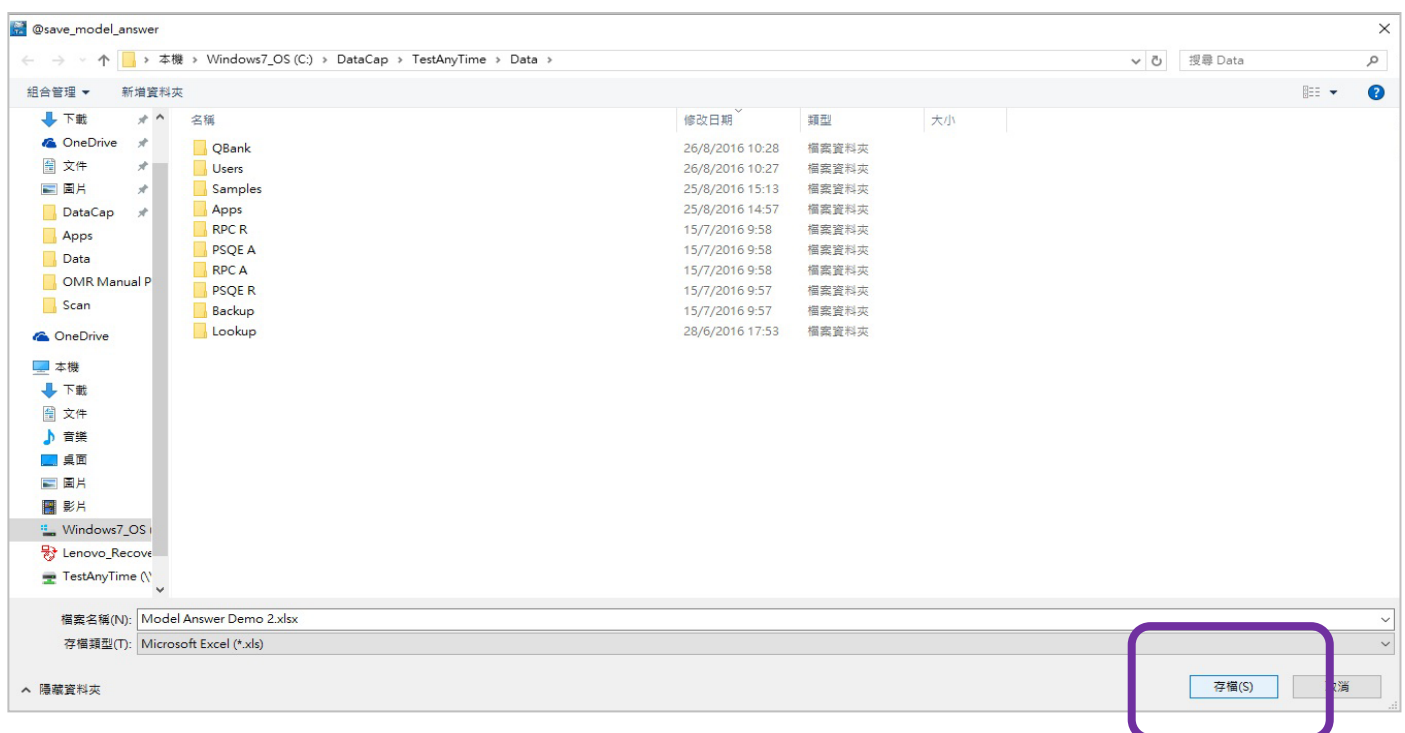 @save_model_answer
本機 › Windows7_OS (C:) › DataCap › TestAnyTime › Data ›
搜尋 Data
組合管理 新增資料夾
下載
OneDrive
文件
圖片
DataCap
Apps
Data
OMR Manual P
Scan
OneDrive
本機
下載
文件
音樂
桌面
圖片
影片
Windows7_OS (
Lenovo_Recove
TestAnyTime (\
名稱 修改日期 類型 大小
QBank 26/8/2016 10:28 檔案資料夾
Users 26/8/2016 10:27 檔案資料夾
Samples 25/8/2016 15:13 檔案資料夾
Apps 25/8/2016 14:57 檔案資料夾
RPC R 15/7/2016 9:58 檔案資料夾
PSQE A 15/7/2016 9:58 檔案資料夾
RPC A 15/7/2016 9:58 檔案資料夾
PSQE R 15/7/2016 9:57 檔案資料夾
Backup 15/7/2016 9:57 檔案資料夾
Lookup 28/6/2016 17:53 檔案資料夾
檔案名稱(N): Model Answer Demo 2.xlsx
存檔類型(T): Microsoft Excel (*.xls)
隱藏資料夾
存檔(S)